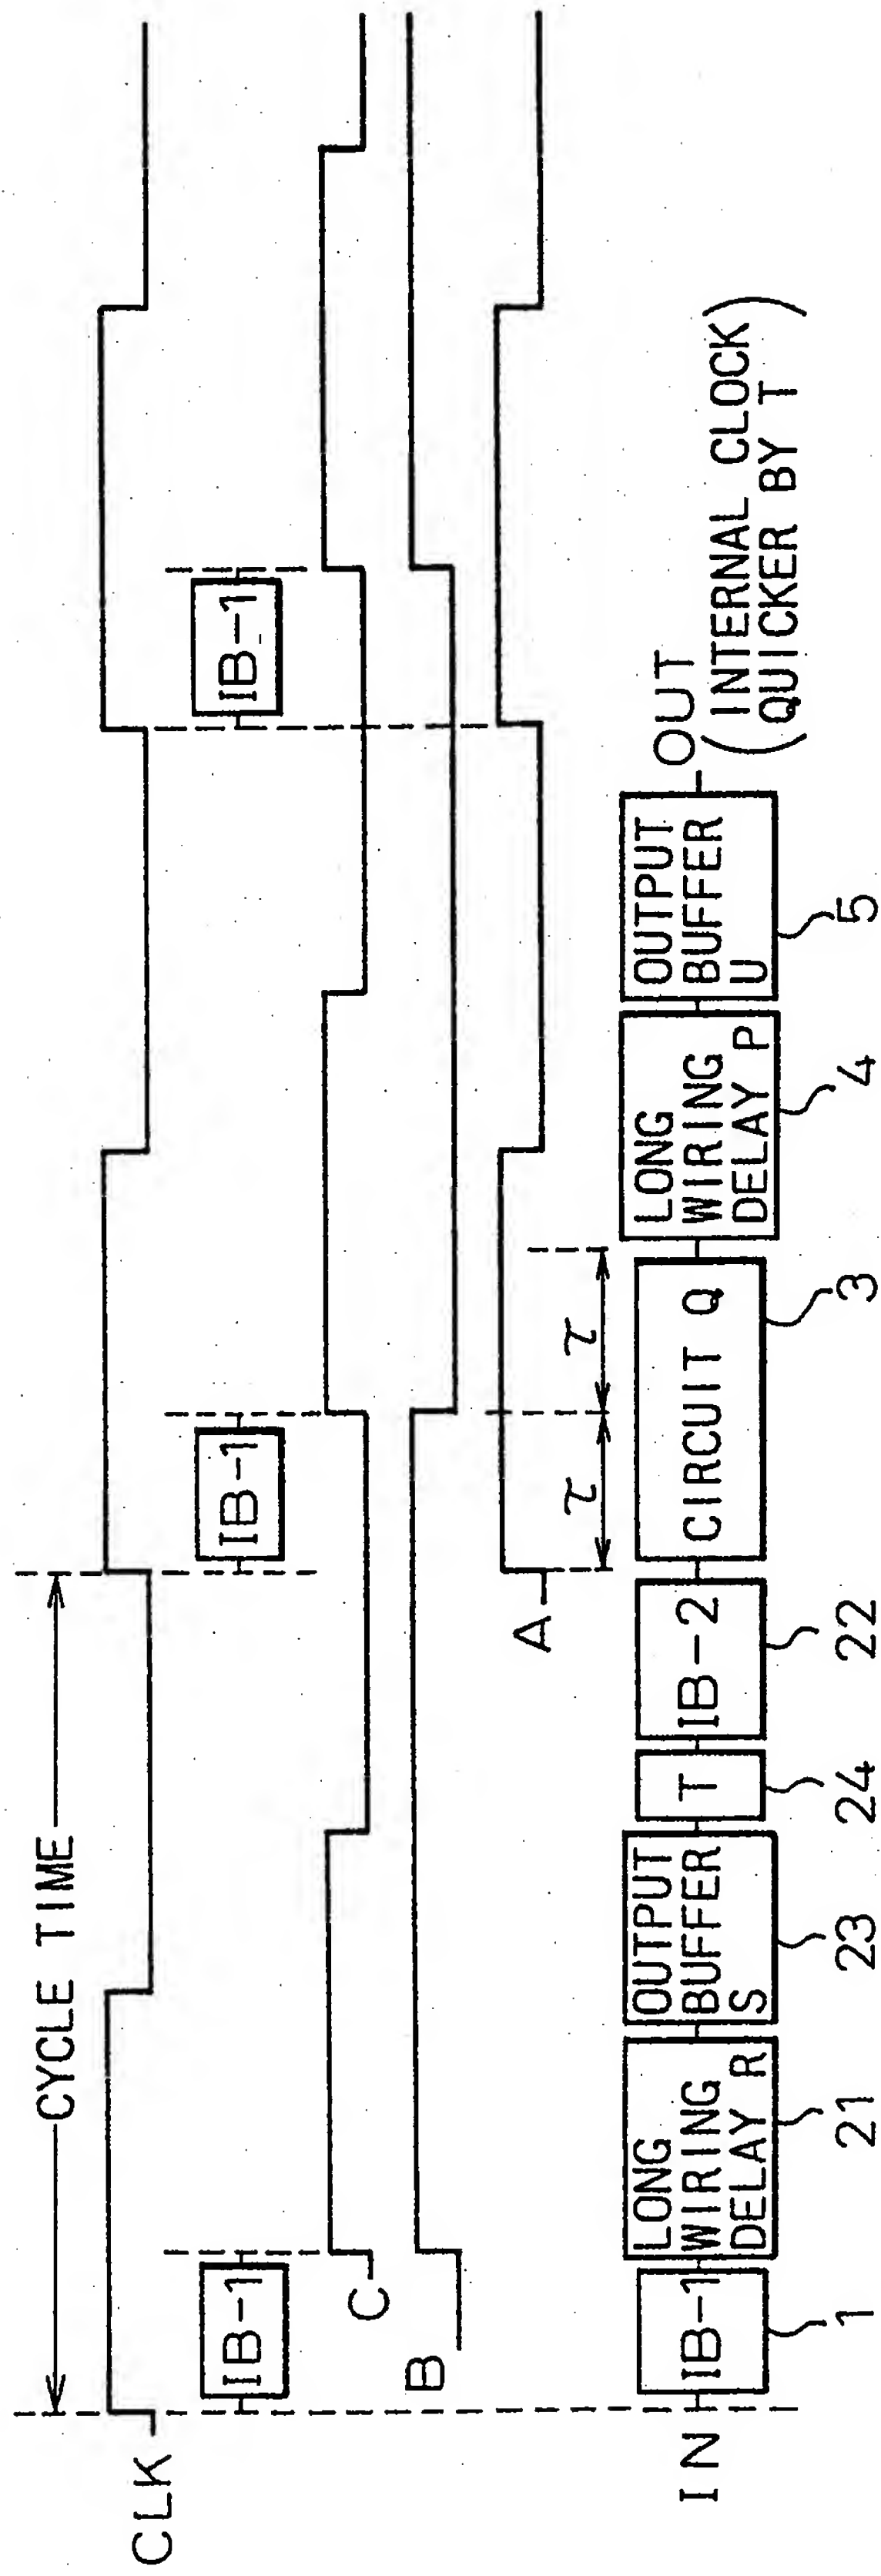 CYCLE TIME
CLK
IB-1
IB-1
IB-1
C
B
A
τ
τ
IN
IB-1
1
LONG
WIRING
DELAY R
21
OUTPUT
BUFFER
S
23
T
24
IB-2
22
CIRCUIT Q
3
LONG
WIRING
DELAY P
4
OUTPUT
BUFFER
U
5
OUT
(INTERNAL CLOCK
QUICKER BY T)